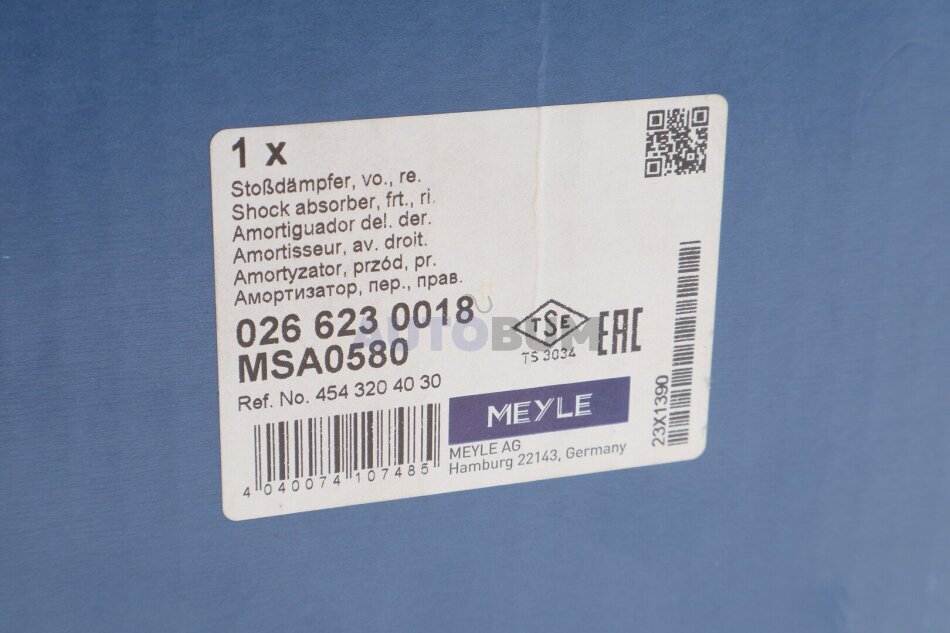 1 x
Stoßdämpfer, vo., re.
Shock absorber, frt., ri.
Amortiguador del. der.
Amortisseur, av. droit.
Amortyzator, przód, pr.
Амортизатор, пер., прав.
026 623 0018
MSA0580
AUTOBOM
TSE
TS 3034
EAC
Ref. No. 454 320 40 30
MEYLE
MEYLE AG
Hamburg 22143, Germany
4 040074 107485
23X1390